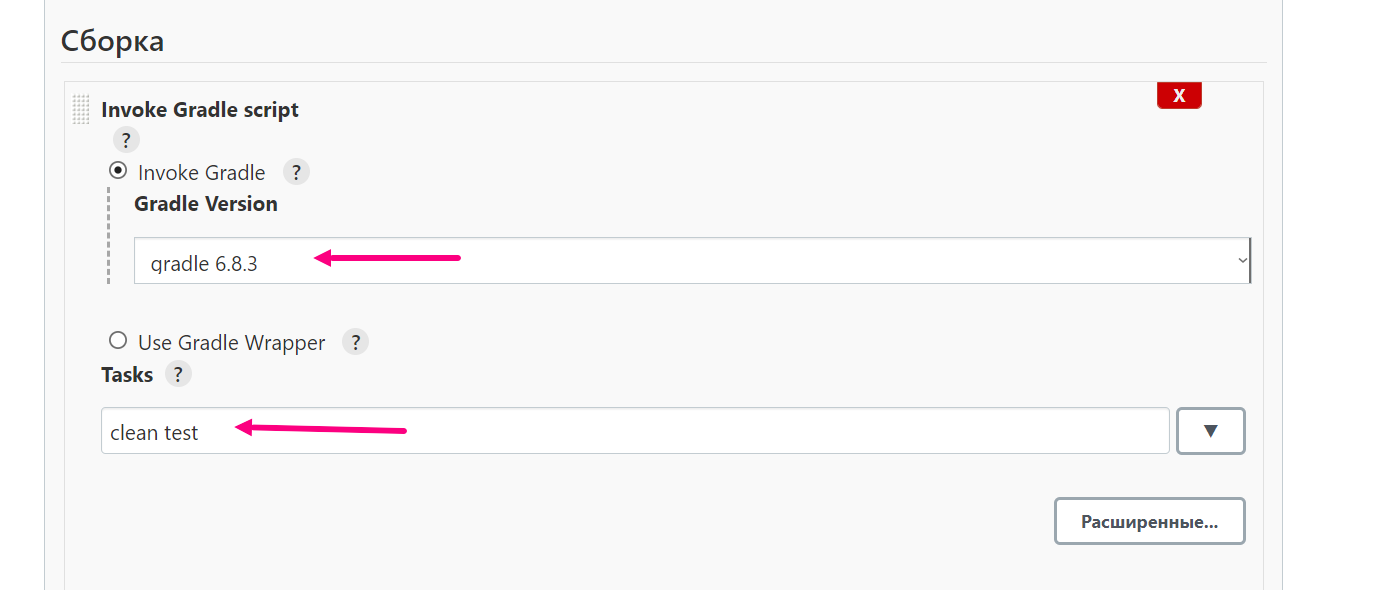 Сборка
Invoke Gradle script
X
?
Invoke Gradle ?
Gradle Version
gradle 6.8.3
Use Gradle Wrapper ?
Tasks ?
clean test
▼
Расширенные...